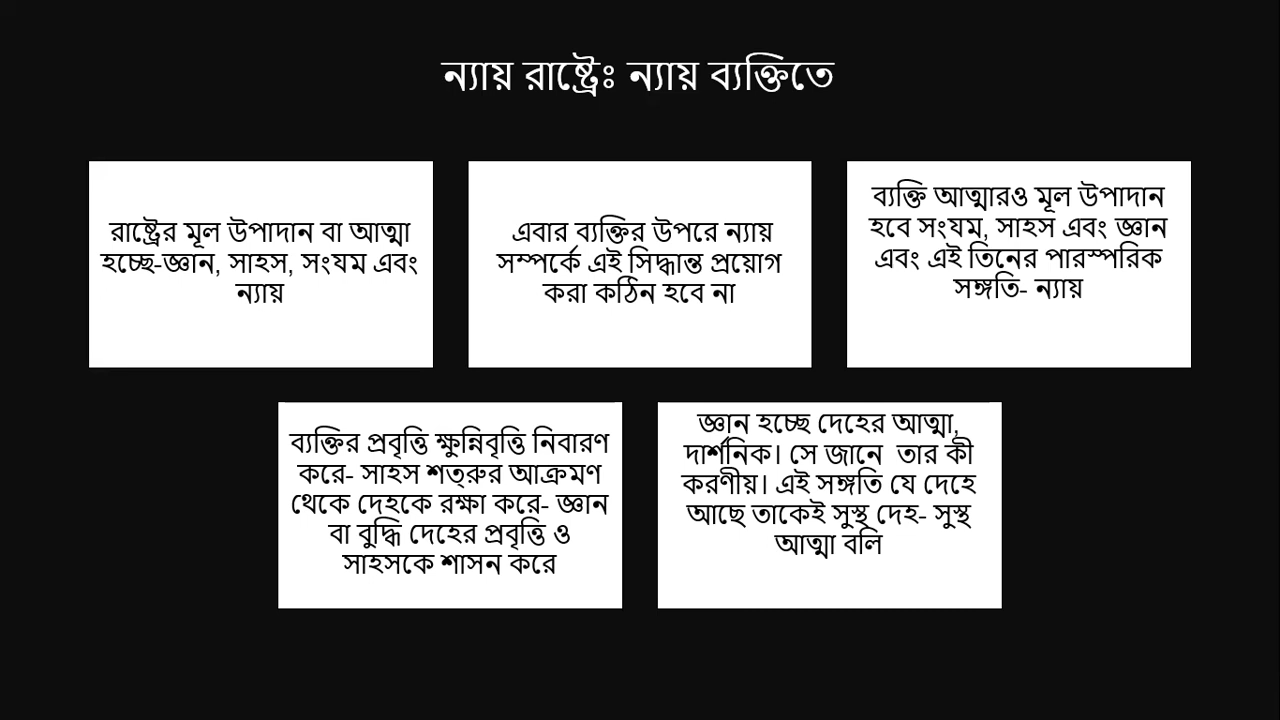 ন্যায় রাষ্ট্রেঃ ন্যায় ব্যক্তিতে
রাষ্ট্রের মূল উপাদান বা আত্মা
হচ্ছে-জ্ঞান, সাহস, সংযম এবং
ন্যায়
এবার ব্যক্তির উপরে ন্যায়
সম্পর্কে এই সিদ্ধান্ত প্রয়োগ
করা কঠিন হবে না
ব্যক্তি আত্মারও মূল উপাদান
হবে সংযম, সাহস এবং জ্ঞান
এবং এই তিনের পারস্পরিক
সঙ্গতি- ন্যায়
ব্যক্তির প্রবৃত্তি ক্ষুন্নিবৃত্তি নিবারণ
করে- সাহস শত্রুর আক্রমণ
থেকে দেহকে রক্ষা করে- জ্ঞান
বা বুদ্ধি দেহের প্রবৃত্তি ও
সাহসকে শাসন করে
জ্ঞান হচ্ছে দেহের আত্মা,
দার্শনিক। সে জানে তার কী
করণীয়। এই সঙ্গতি যে দেহে
আছে তাকেই সুস্থ দেহ- সুস্থ
আত্মা বলি